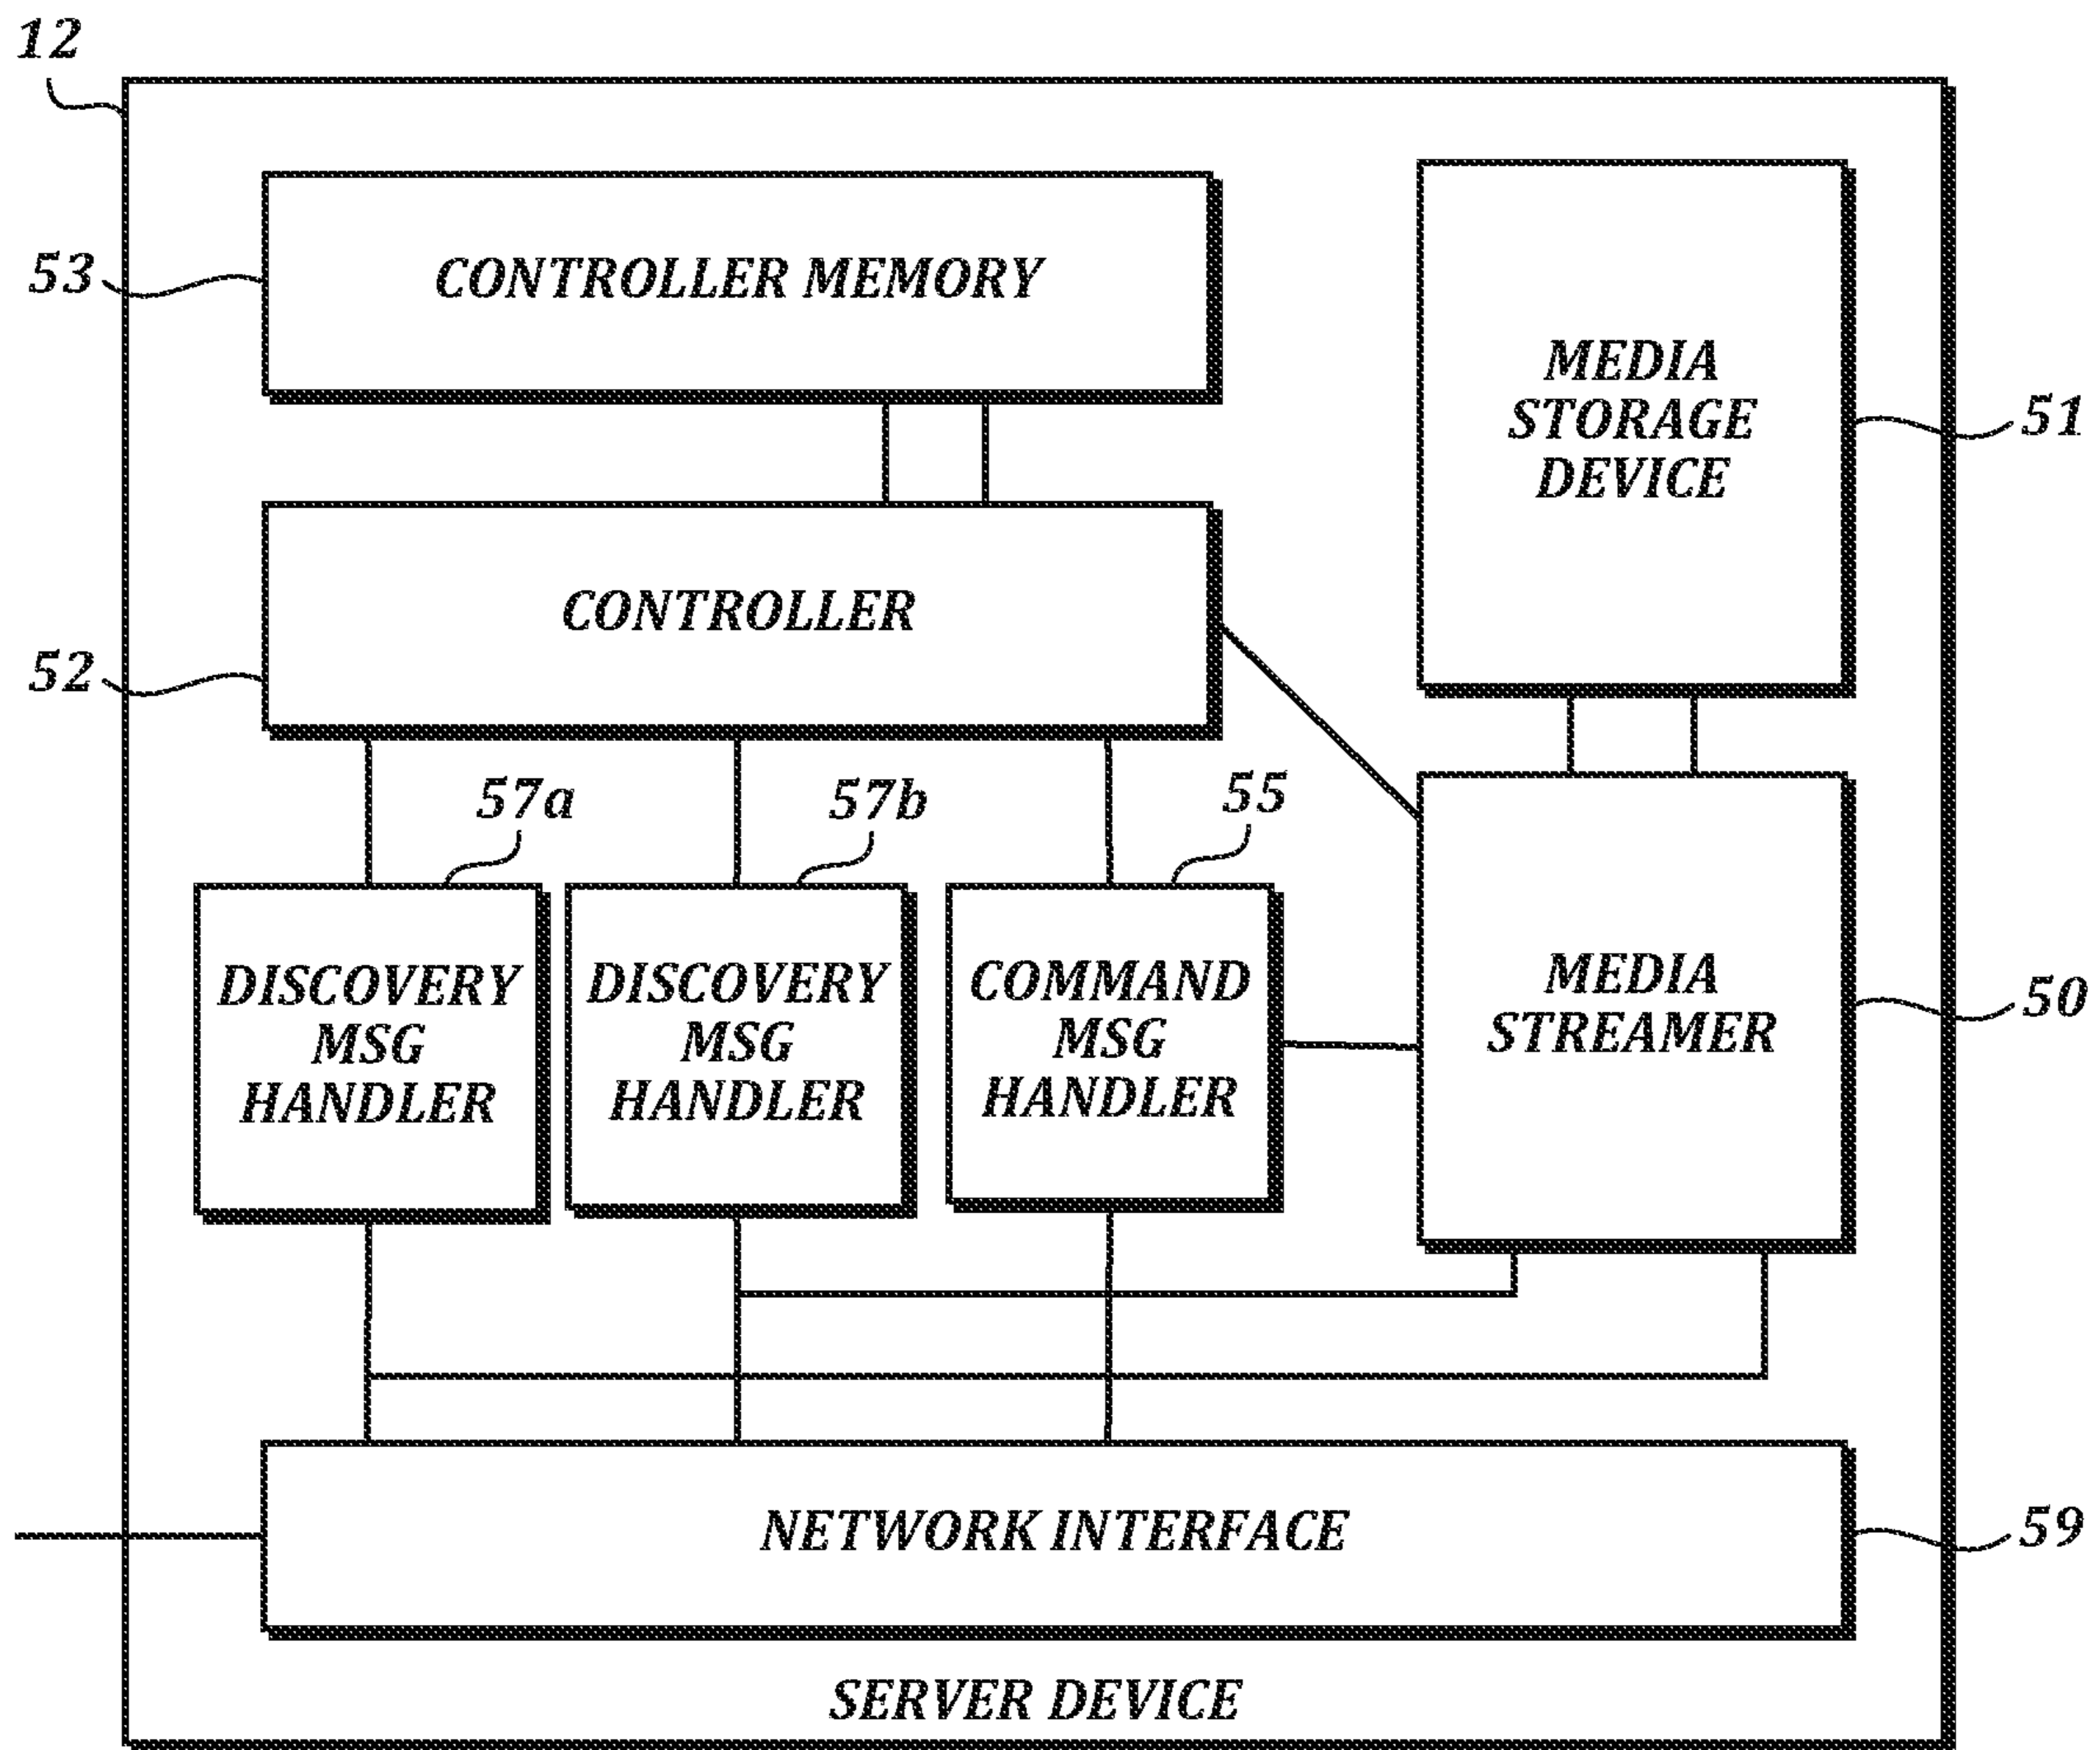 12
CONTROLLER MEMORY
53
MEDIA
STORAGE
DEVICE
51
CONTROLLER
52
57a
57b
55
DISCOVERY
MSG
HANDLER
DISCOVERY
MSG
HANDLER
COMMAND
MSG
HANDLER
MEDIA
STREAMER
50
NETWORK INTERFACE
59
SERVER DEVICE